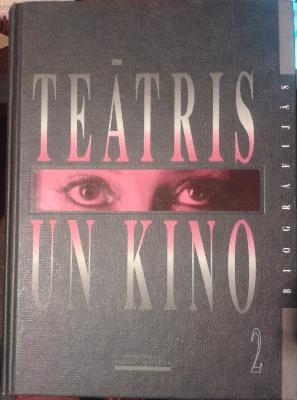 TEĀTRIS
UN KINO
BIOGRĀFIJĀS
2